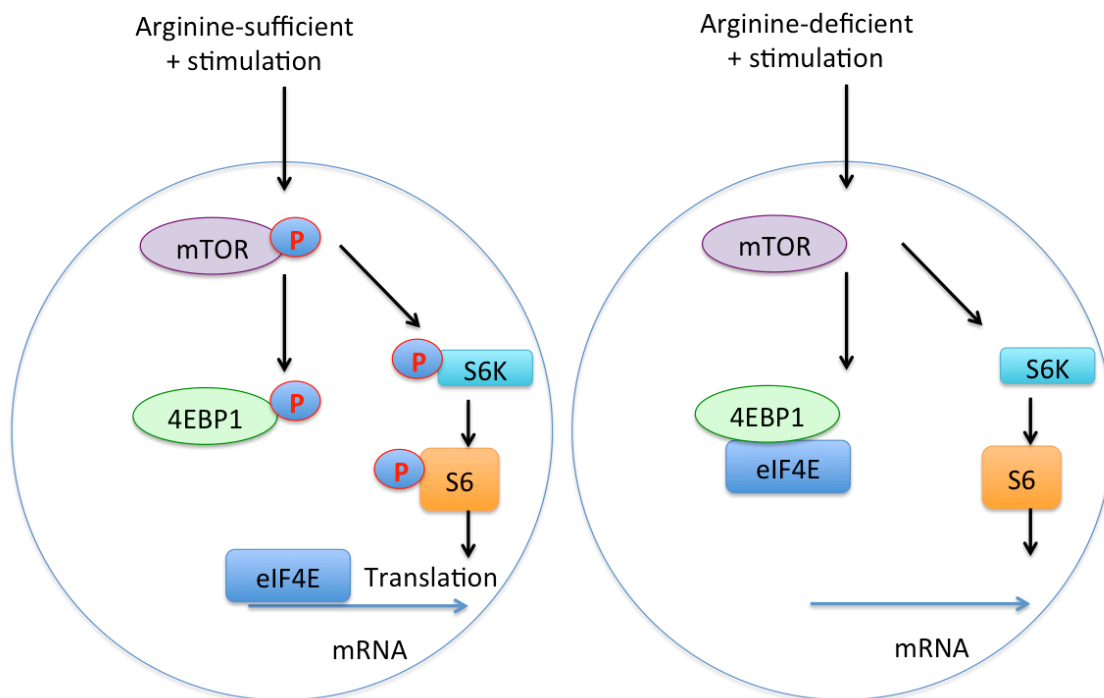 Arginine-sufficient
+ stimulation
mTOR
P
P
S6K
4EBP1
P
P
S6
eIF4E
Translation
mRNA
Arginine-deficient
+ stimulation
mTOR
S6K
4EBP1
eIF4E
S6
mRNA